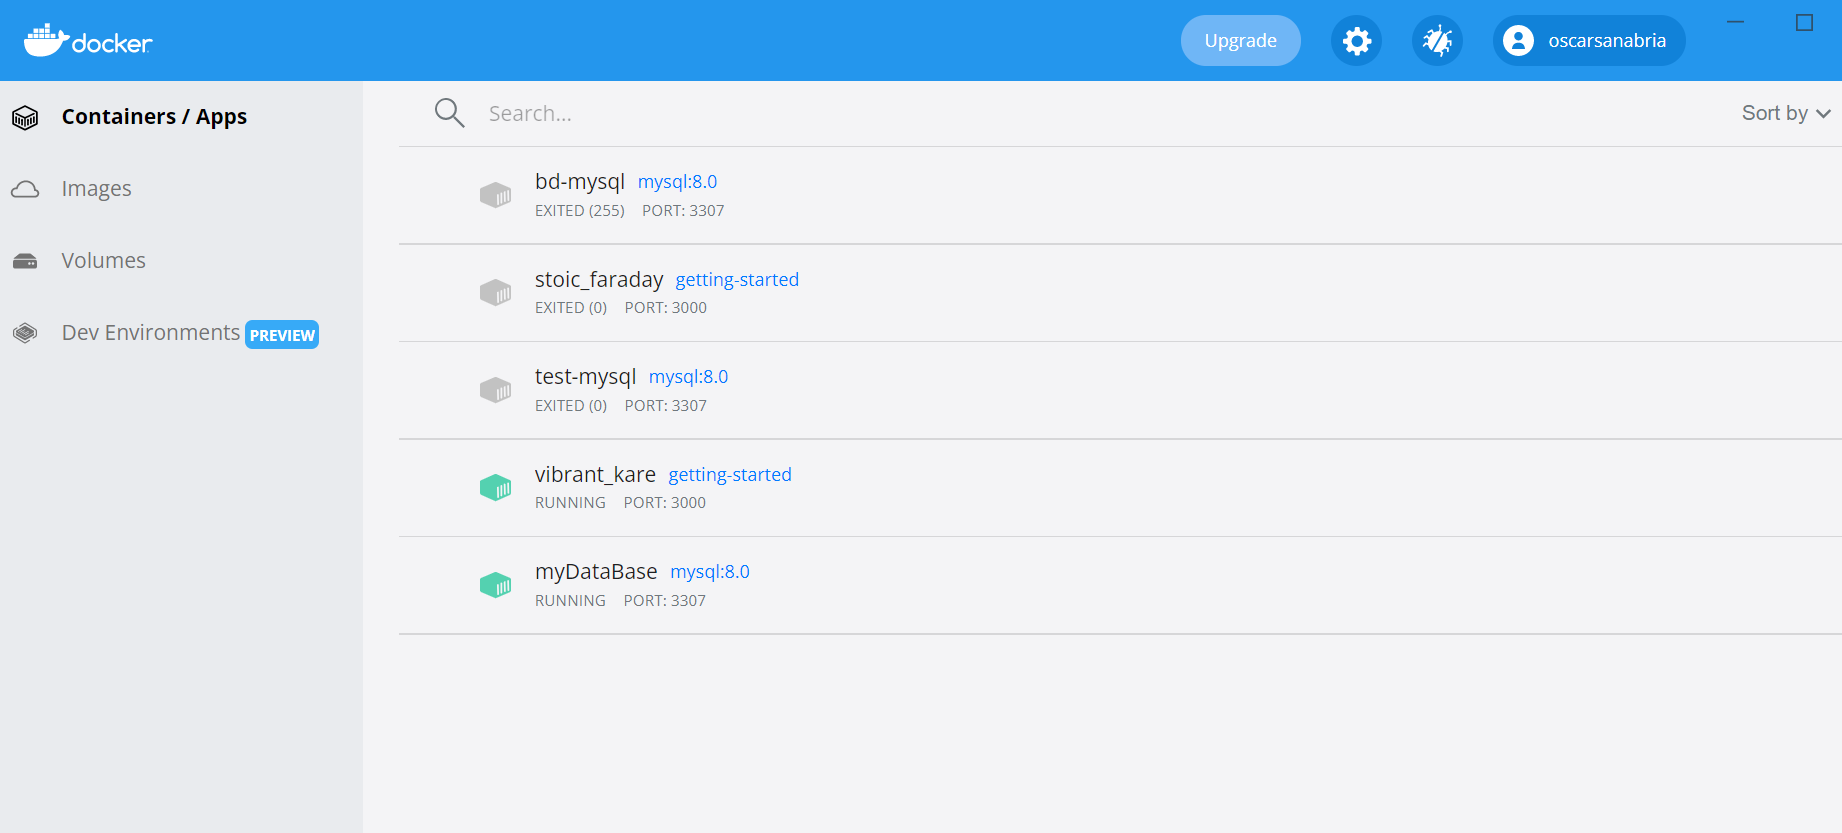 docker
Upgrade
oscarsanabria
Containers / Apps
Images
Volumes
Dev Environments PREVIEW
Search...
Sort by
bd-mysql mysql:8.0
EXITED (255) PORT: 3307
stoic_faraday getting-started
EXITED (0) PORT: 3000
test-mysql mysql:8.0
EXITED (0) PORT: 3307
vibrant_kare getting-started
RUNNING PORT: 3000
myDataBase mysql:8.0
RUNNING PORT: 3307